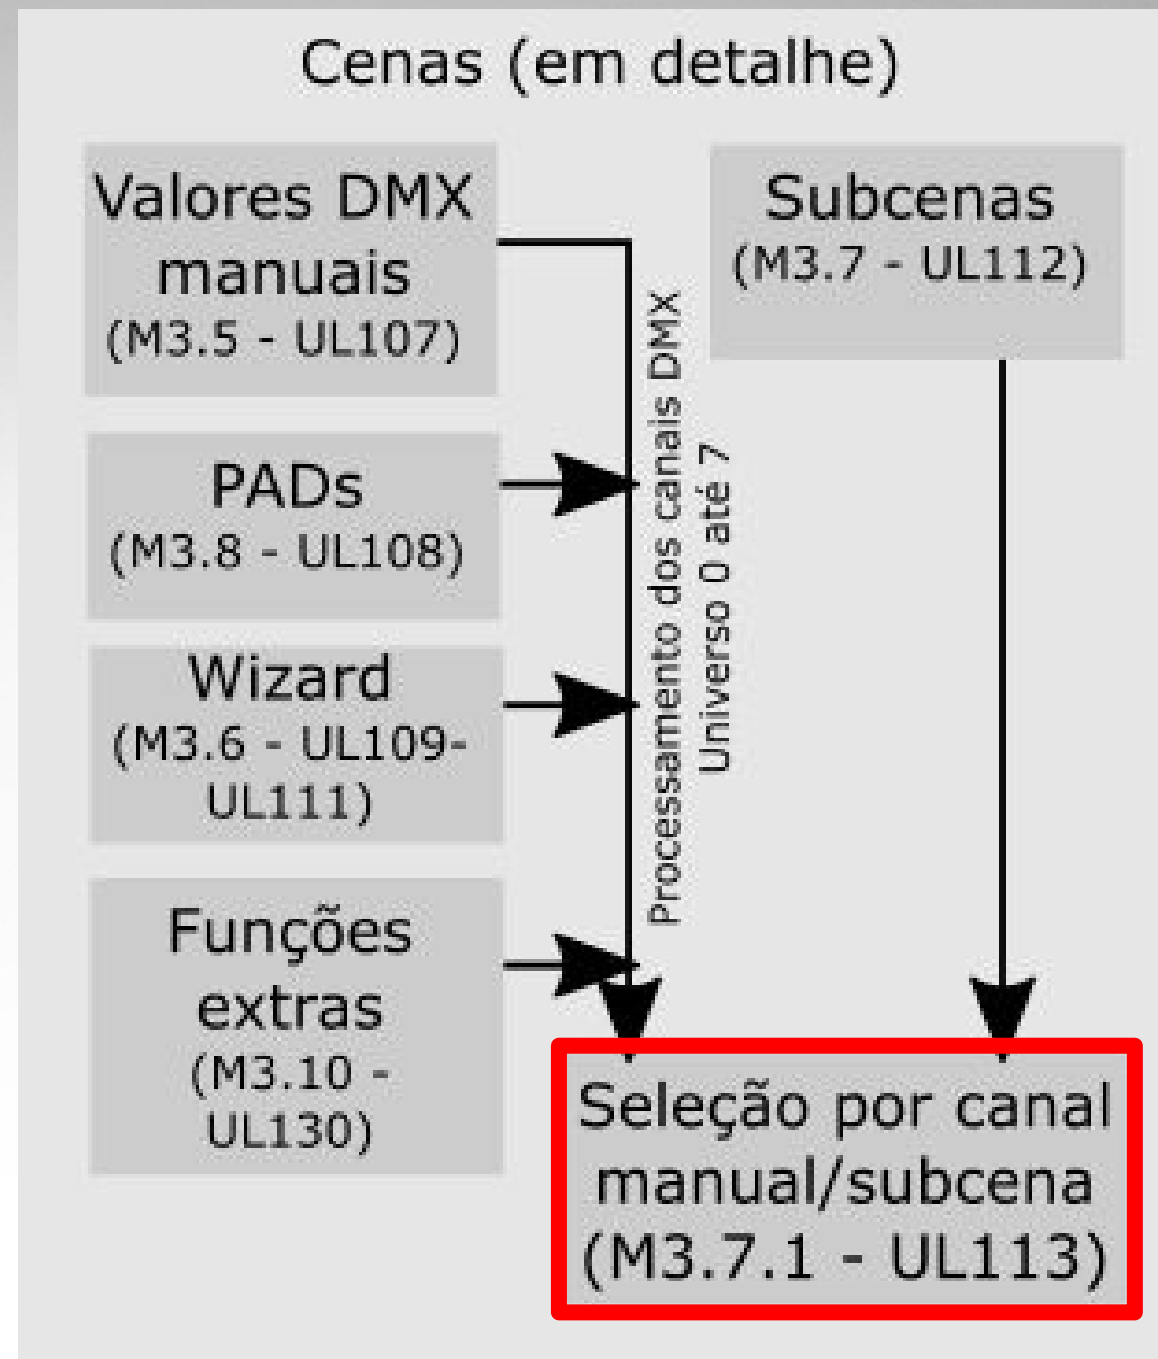 Cenas (em detalhe)
Valores DMX
manuais
(M3.5 - UL107)
Subcenas
(M3.7 - UL112)
PADs
(M3.8 - UL108)
Wizard
(M3.6 - UL109-
UL111)
Funções
extras
(M3.10 -
UL130)
Processamento dos canais DMX
Universo 0 até 7
Seleção por canal
manual/subcena
(M3.7.1 - UL113)